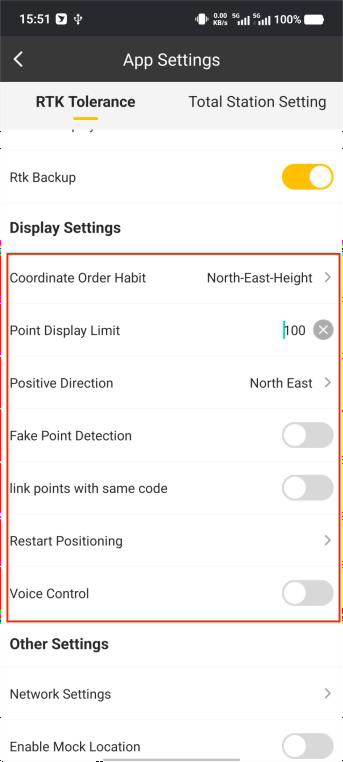 15:51 0.00 KB/s 5G 5G 100%
App Settings
RTK Tolerance Total Station Setting
Rtk Backup
Display Settings
Coordinate Order Habit North-East-Height
Point Display Limit 100
Positive Direction North East
Fake Point Detection
link points with same code
Restart Positioning
Voice Control
Other Settings
Network Settings
Enable Mock Location